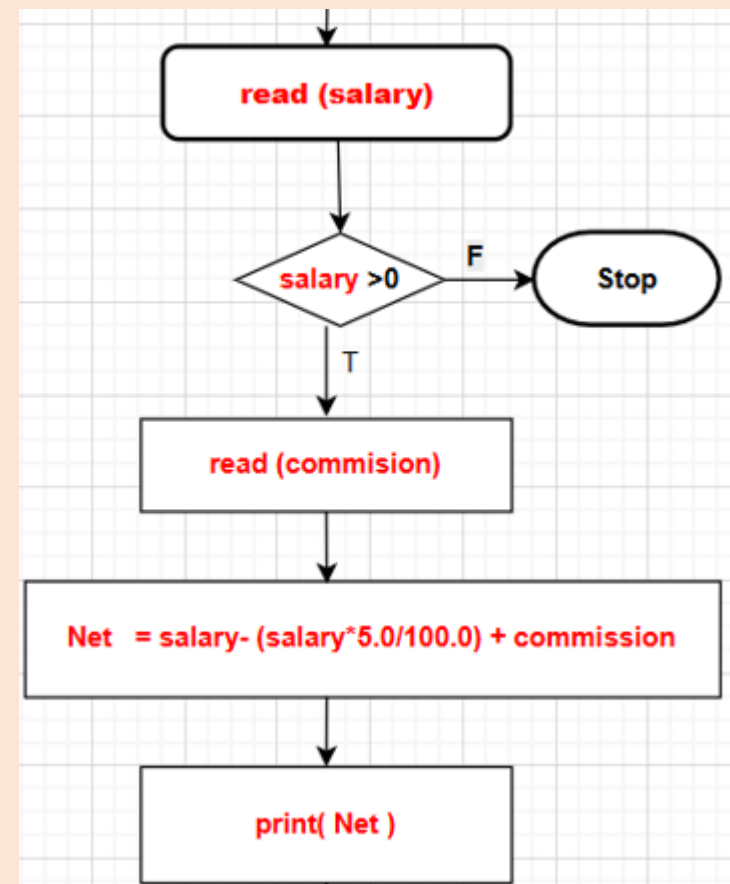 read (salary)
salary >0
F
Stop
T
read (commision)
Net = salary- (salary*5.0/100.0) + commission
print( Net )